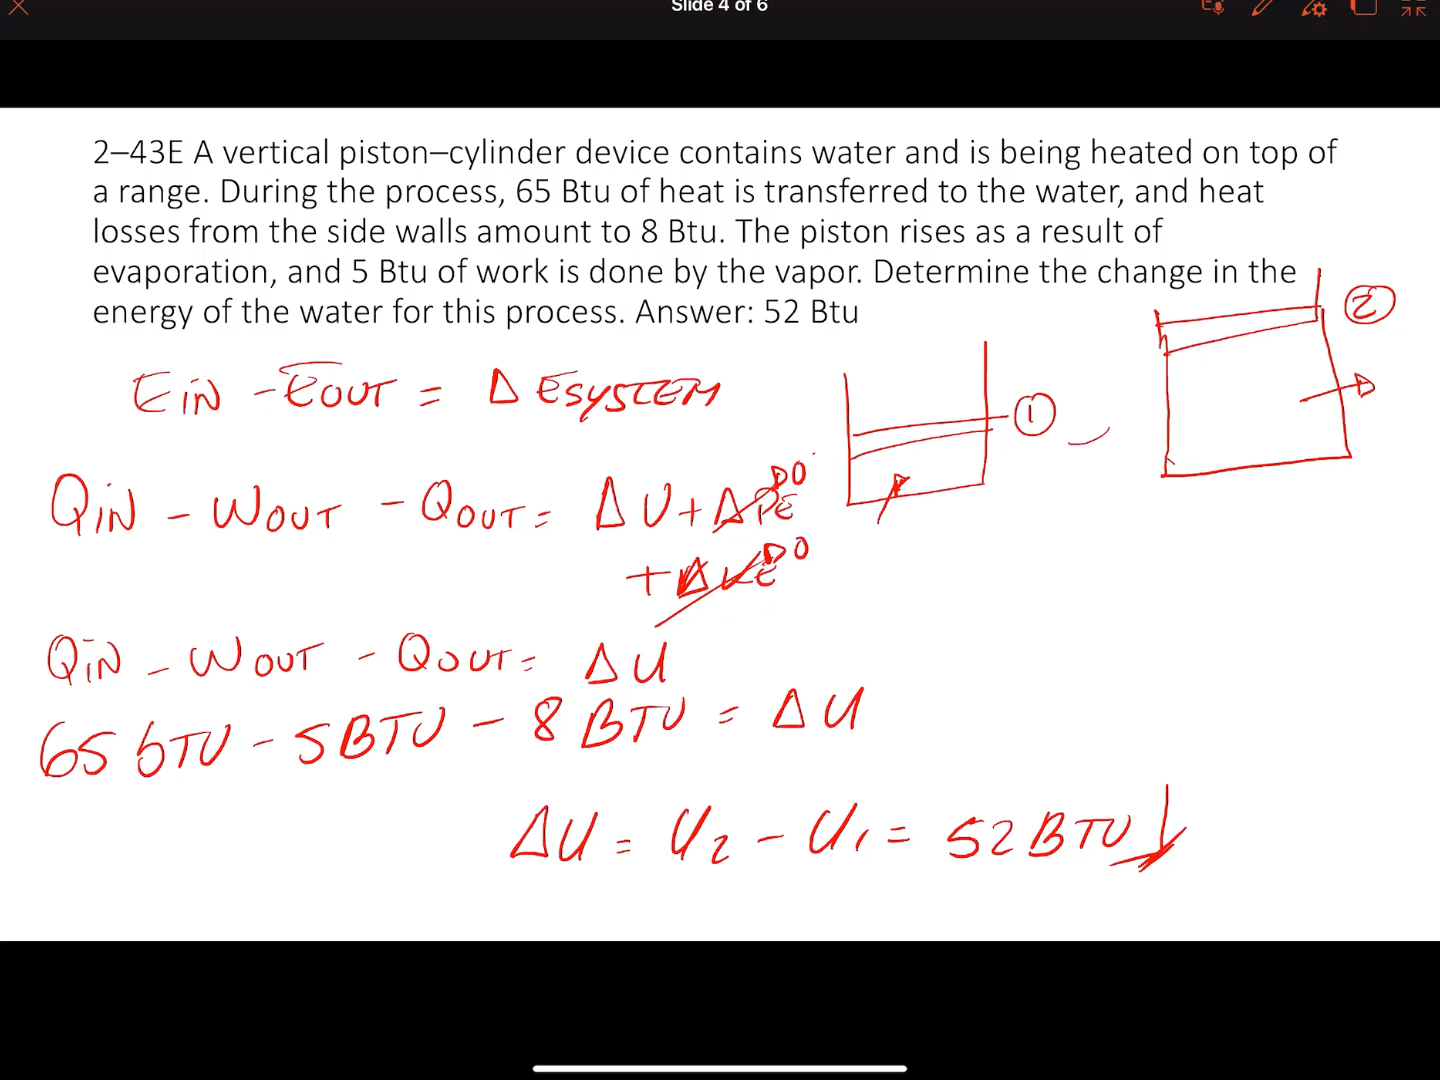 Slide 4 of 6
2–43E A vertical piston–cylinder device contains water and is being heated on top of
a range. During the process, 65 Btu of heat is transferred to the water, and heat
losses from the side walls amount to 8 Btu. The piston rises as a result of
evaporation, and 5 Btu of work is done by the vapor. Determine the change in the
energy of the water for this process. Answer: 52 Btu
②
EIN - EOUT = Δ ESYSTEM
①
QIN - WOUT - QOUT = ΔU + ΔPE 0
+ ΔKE 0
QIN - WOUT - QOUT = ΔU
65 bTU - 5 BTU - 8 BTU = ΔU
ΔU = U2 - U1 = 52 BTU